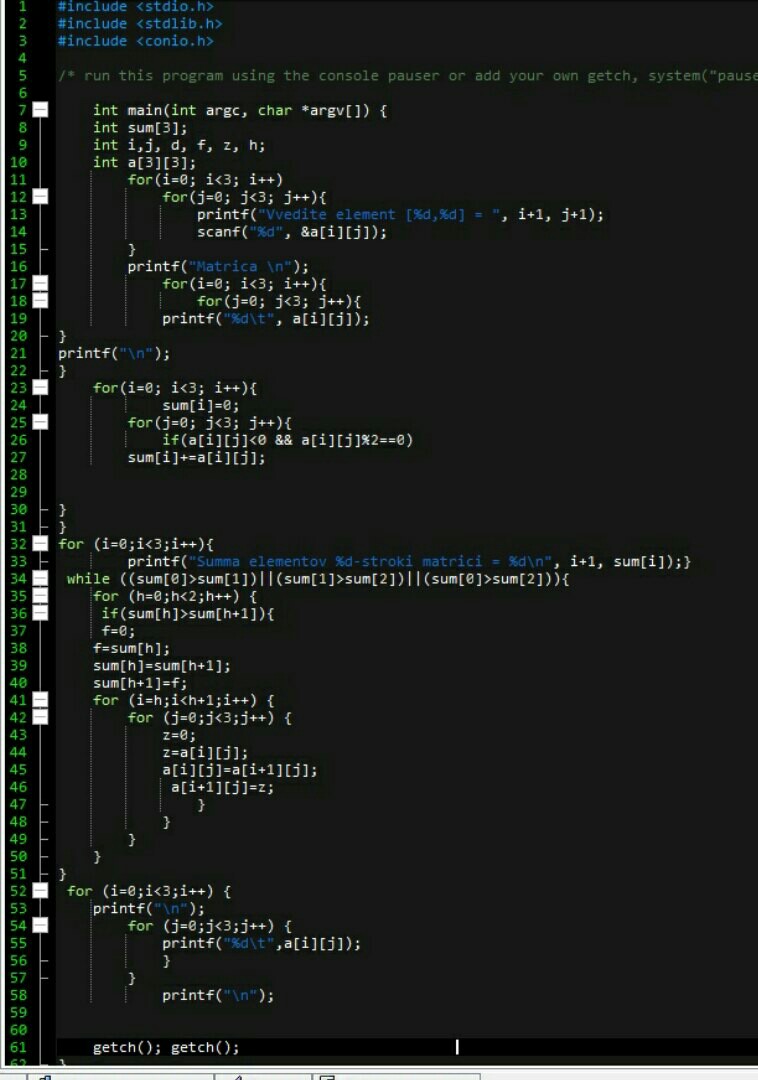 1 #include <stdio.h>
2 #include <stdlib.h>
3 #include <conio.h>
4
5 /* run this program using the console pauser or add your own getch, system("pause
6
7 int main(int argc, char *argv[]) {
8 int sum[3];
9 int i,j, d, f, z, h;
10 int a[3][3];
11 for(i=0; i<3; i++)
12 for(j=0; j<3; j++){
13 printf("Vvedite element [%d,%d] = ", i+1, j+1);
14 scanf("%d", &a[i][j]);
15 }
16 printf("Matrica \n");
17 for(i=0; i<3; i++){
18 for(j=0; j<3; j++){
19 printf("%d\t", a[i][j]);
20 }
21 printf("\n");
22 }
23 for(i=0; i<3; i++){
24 sum[i]=0;
25 for(j=0; j<3; j++){
26 if(a[i][j]<0 && a[i][j]%2==0)
27 sum[i]+=a[i][j];
28
29
30 }
31 }
32 for (i=0;i<3;i++){
33 printf("Summa elementov %d-stroki matrici = %d\n", i+1, sum[i]);}
34 while ((sum[0]>sum[1])||(sum[1]>sum[2])||(sum[0]>sum[2])){
35 for (h=0;h<2;h++) {
36 if(sum[h]>sum[h+1]){
37 f=0;
38 f=sum[h];
39 sum[h]=sum[h+1];
40 sum[h+1]=f;
41 for (i=h;i<h+1;i++) {
42 for (j=0;j<3;j++) {
43 z=0;
44 z=a[i][j];
45 a[i][j]=a[i+1][j];
46 a[i+1][j]=z;
47 }
48 }
49 }
50 }
51 }
52 for (i=0;i<3;i++) {
53 printf("\n");
54 for (j=0;j<3;j++) {
55 printf("%d\t",a[i][j]);
56 }
57 }
58 printf("\n");
59
60
61 getch(); getch();
62 }